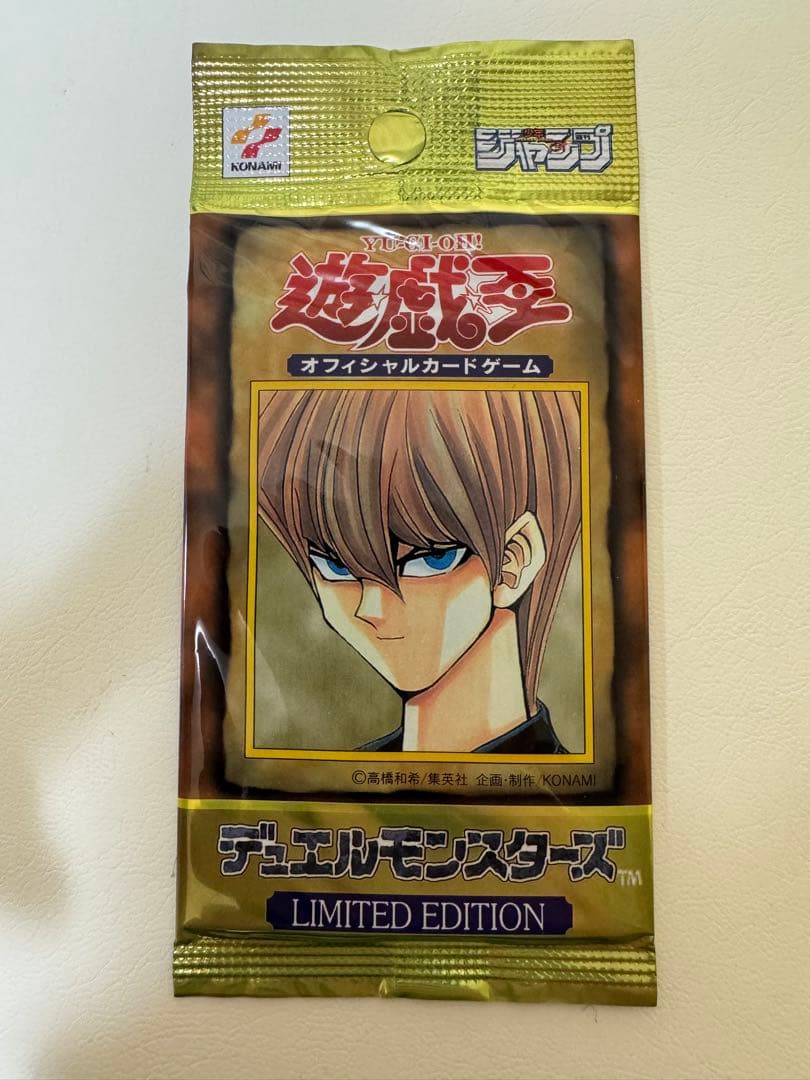 KONAMI
少年ジャンプ
YU-GI-OH!
遊戯王
オフィシャルカードゲーム
©高橋和希/集英社 企画・制作/KONAMI
デュエルモンスターズ™
LIMITED EDITION